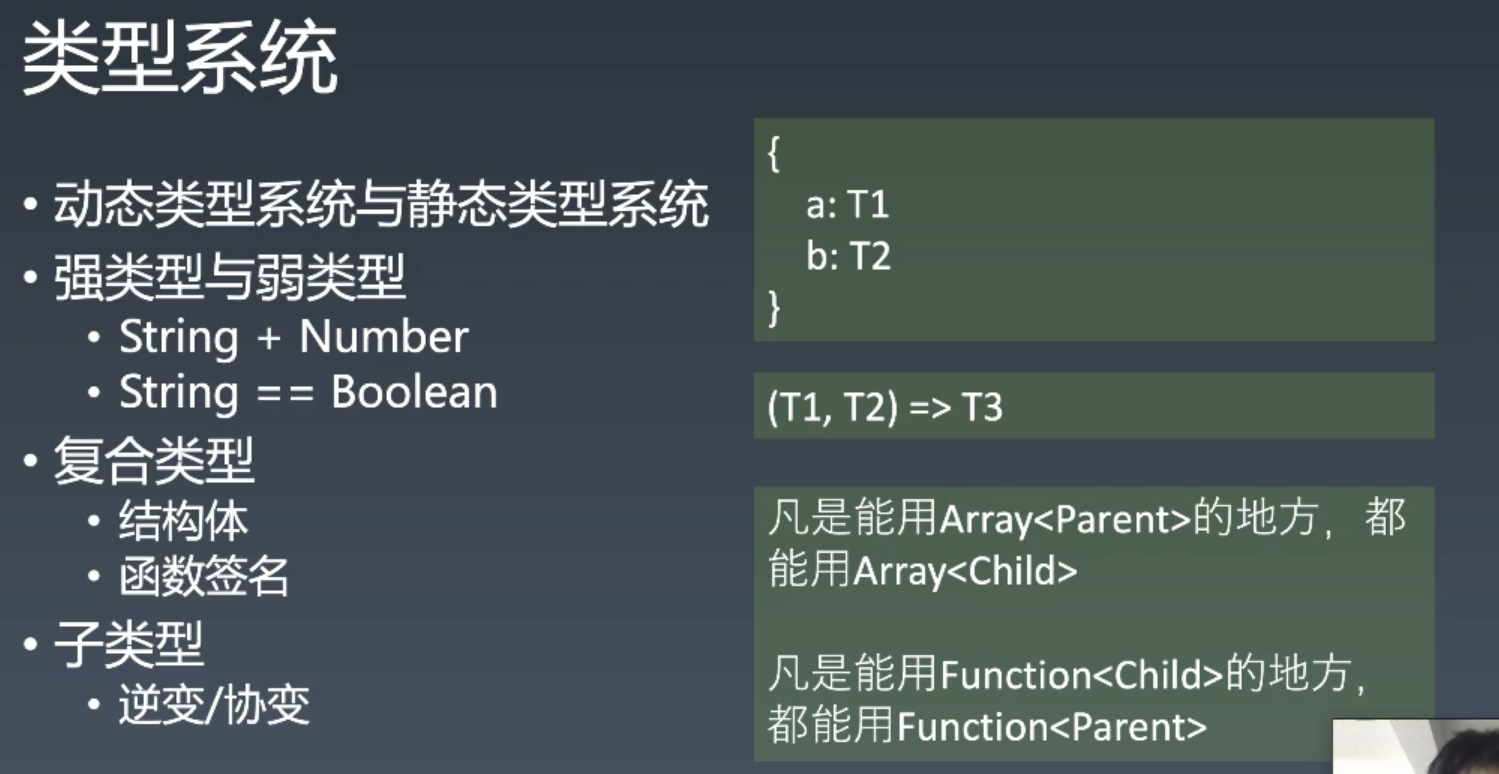 类型系统
• 动态类型系统与静态类型系统
• 强类型与弱类型
• String + Number
• String == Boolean
• 复合类型
• 结构体
• 函数签名
• 子类型
• 逆变/协变
{
a: T1
b: T2
}
(T1, T2) => T3
凡是能用Array<Parent>的地方，都
能用Array<Child>
凡是能用Function<Child>的地方，
都能用Function<Parent>